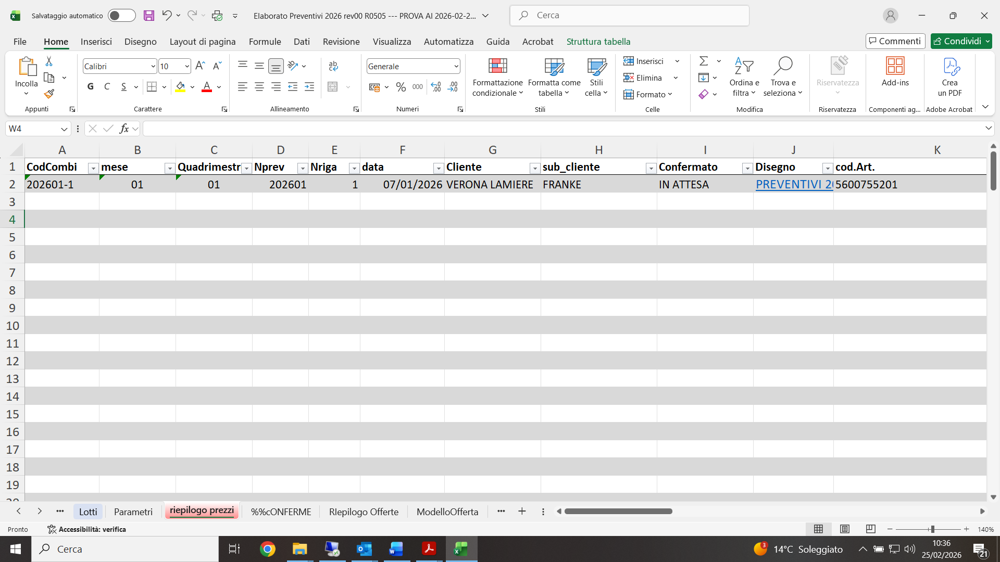 Salvataggio automatico
Elaborato Preventivi 2026 rev00 R0505 --- PROVA AI 2026-02-2...
Cerca
File Home Inserisci Disegno Layout di pagina Formule Dati Revisione Visualizza Automatizza Guida Acrobat Struttura tabella
Commenti
Condividi
Incolla
Appunti
Calibri 10
G C S
Carattere
ab
Allineamento
Generale
% 000
Numeri
Formattazione condizionale
Formatta come tabella
Stili cella
Stili
Inserisci
Elimina
Formato
Celle
Ordina e filtra
Trova e seleziona
Modifica
Riservatezza
Riservatezza
Add-ins
Componenti ag...
Crea un PDF
Adobe Acrobat
W4
fx
A B C D E F G H I J K
1 CodCombi mese Quadrimestr Nprev Nriga data Cliente sub_cliente Confermato Disegno cod.Art.
2 202601-1 01 01 202601 1 07/01/2026 VERONA LAMIERE FRANKE IN ATTESA PREVENTIVI 2 5600755201
3
4
5
6
7
8
9
10
11
12
13
14
15
16
17
18
19
Lotti Parametri riepilogo prezzi %%cONFERME RIepilogo Offerte ModelloOfferta
Pronto
Accessibilità: verifica
140%
Cerca
3
14°C Soleggiato
10:36
25/02/2026
21